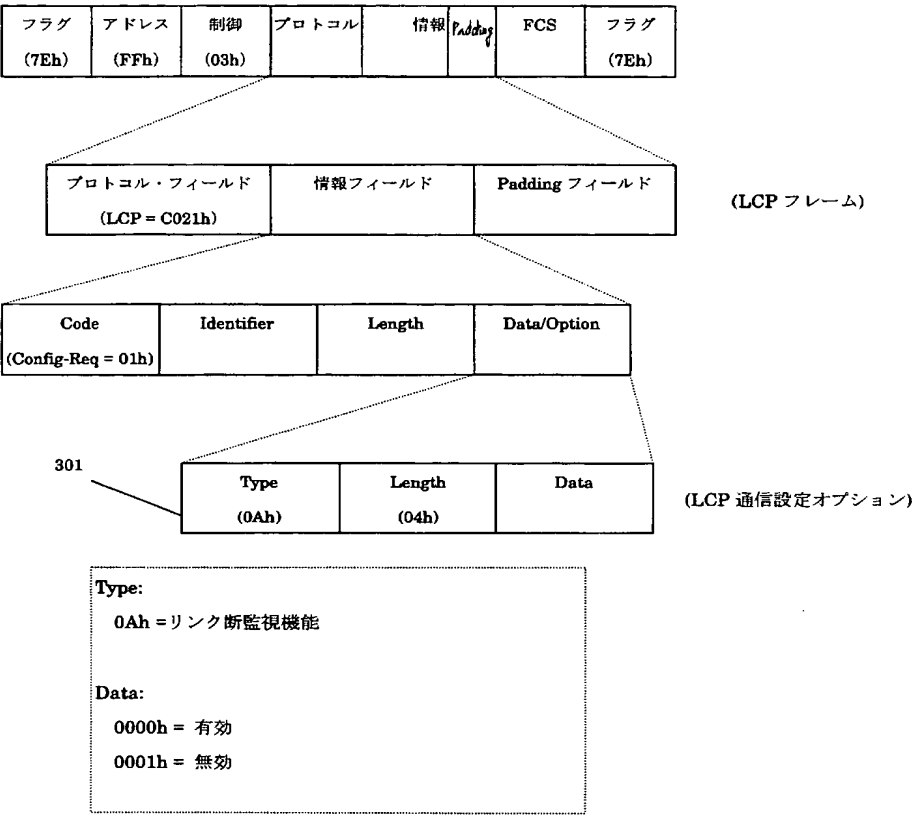 フラグ アドレス 制御 プロトコル 情報 Padding FCS フラグ
(7Eh) (FFh) (03h) (7Eh)
プロトコル・フィールド 情報フィールド Padding フィールド
(LCP = C021h)
(LCP フレーム)
Code Identifier Length Data/Option
(Config-Req = 01h)
301
Type Length Data
(0Ah) (04h)
(LCP 通信設定オプション)
Type:
0Ah =リンク断監視機能
Data:
0000h = 有効
0001h = 無効